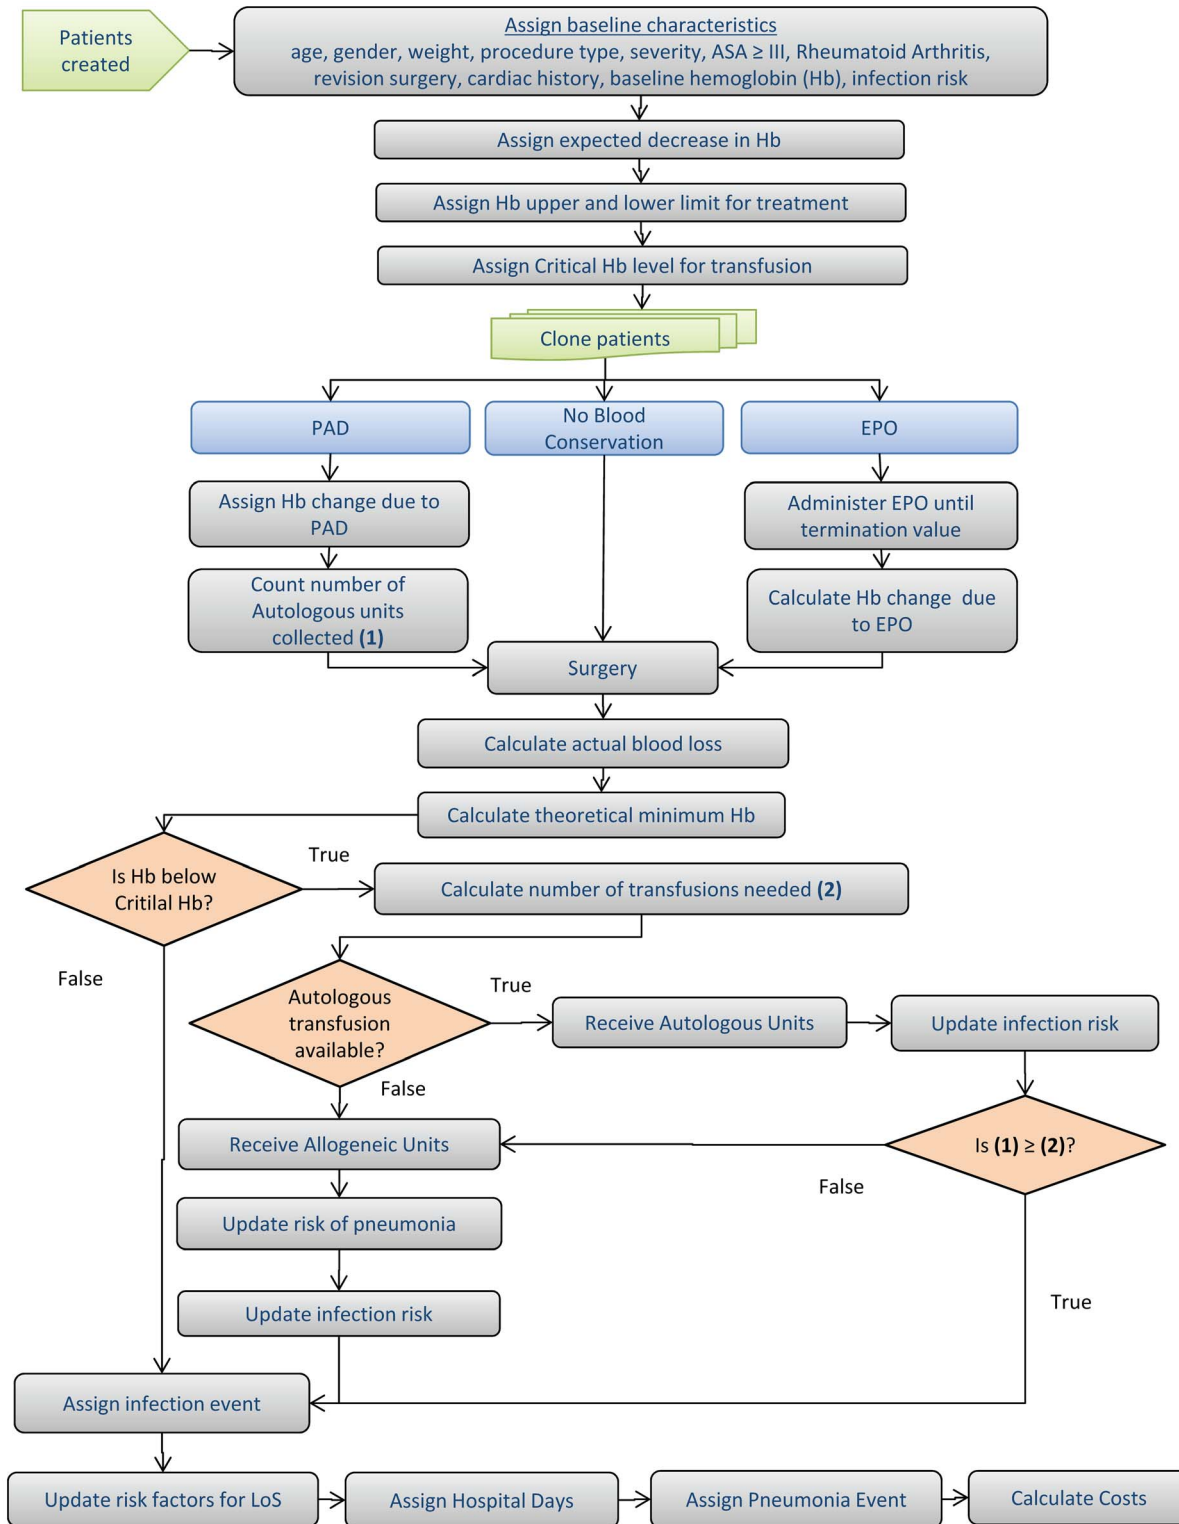 Patients
created
Assign baseline characteristics
age, gender, weight, procedure type, severity, ASA ≥ III, Rheumatoid Arthritis,
revision surgery, cardiac history, baseline hemoglobin (Hb), infection risk
Assign expected decrease in Hb
Assign Hb upper and lower limit for treatment
Assign Critical Hb level for transfusion
Clone patients
PAD
No Blood
Conservation
EPO
Assign Hb change due to
PAD
Administer EPO until
termination value
Count number of
Autologous units
collected (1)
Calculate Hb change due
to EPO
Surgery
Calculate actual blood loss
Calculate theoretical minimum Hb
Is Hb below
Critilal Hb?
True
Calculate number of transfusions needed (2)
False
Autologous
transfusion
available?
True
Receive Autologous Units
Update infection risk
False
Receive Allogeneic Units
Is (1) ≥ (2)?
False
Update risk of pneumonia
True
Update infection risk
Assign infection event
Update risk factors for LoS
Assign Hospital Days
Assign Pneumonia Event
Calculate Costs